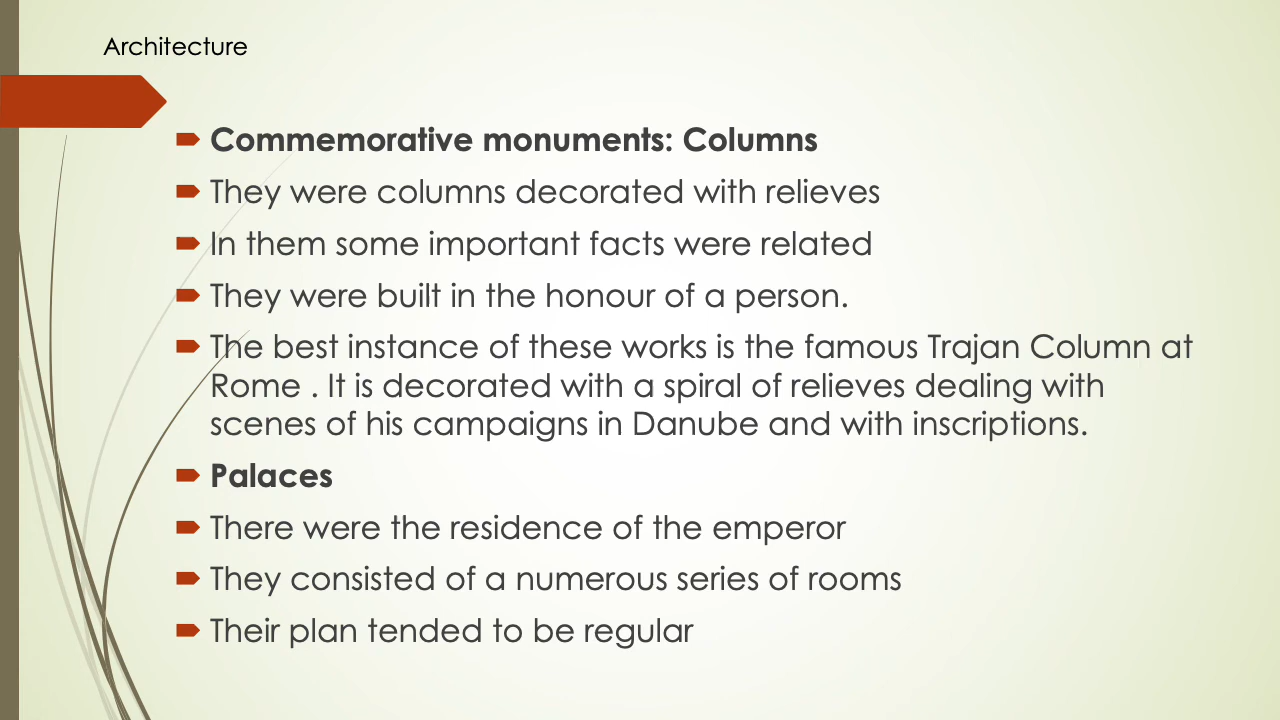 Architecture
Commemorative monuments: Columns
They were columns decorated with relieves
In them some important facts were related
They were built in the honour of a person.
The best instance of these works is the famous Trajan Column at
Rome . It is decorated with a spiral of relieves dealing with
scenes of his campaigns in Danube and with inscriptions.
Palaces
There were the residence of the emperor
They consisted of a numerous series of rooms
Their plan tended to be regular